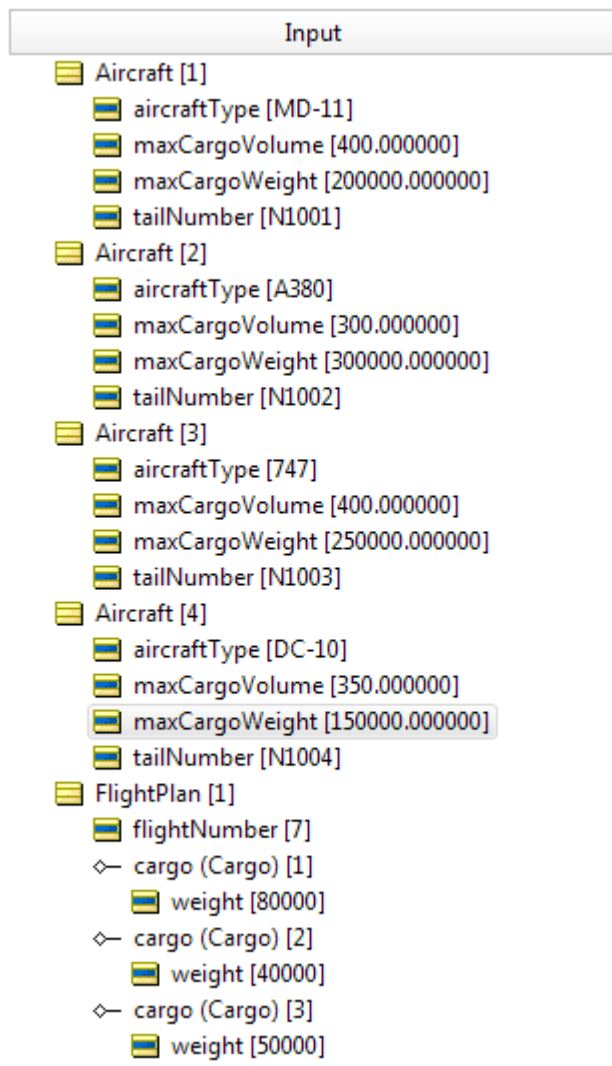 Input
Aircraft [1]
aircraftType [MD-11]
maxCargoVolume [400.000000]
maxCargoWeight [200000.000000]
tailNumber [N1001]
Aircraft [2]
aircraftType [A380]
maxCargoVolume [300.000000]
maxCargoWeight [300000.000000]
tailNumber [N1002]
Aircraft [3]
aircraftType [747]
maxCargoVolume [400.000000]
maxCargoWeight [250000.000000]
tailNumber [N1003]
Aircraft [4]
aircraftType [DC-10]
maxCargoVolume [350.000000]
maxCargoWeight [150000.000000]
tailNumber [N1004]
FlightPlan [1]
flightNumber [7]
cargo (Cargo) [1]
weight [80000]
cargo (Cargo) [2]
weight [40000]
cargo (Cargo) [3]
weight [50000]